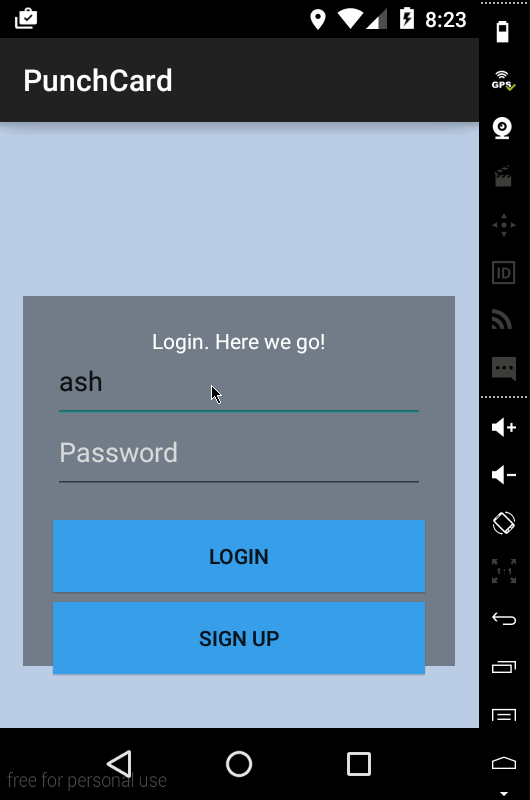 8:23
PunchCard
GPS
ID
Login. Here we go!
ash
Password
LOGIN
SIGN UP
1:1
free for personal use